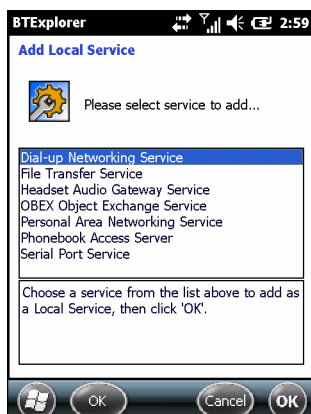 BTExplorer 2:59
Add Local Service
Please select service to add...
Dial-up Networking Service
File Transfer Service
Headset Audio Gateway Service
OBEX Object Exchange Service
Personal Area Networking Service
Phonebook Access Server
Serial Port Service
Choose a service from the list above to add as
a Local Service, then click 'OK'.
OK Cancel OK